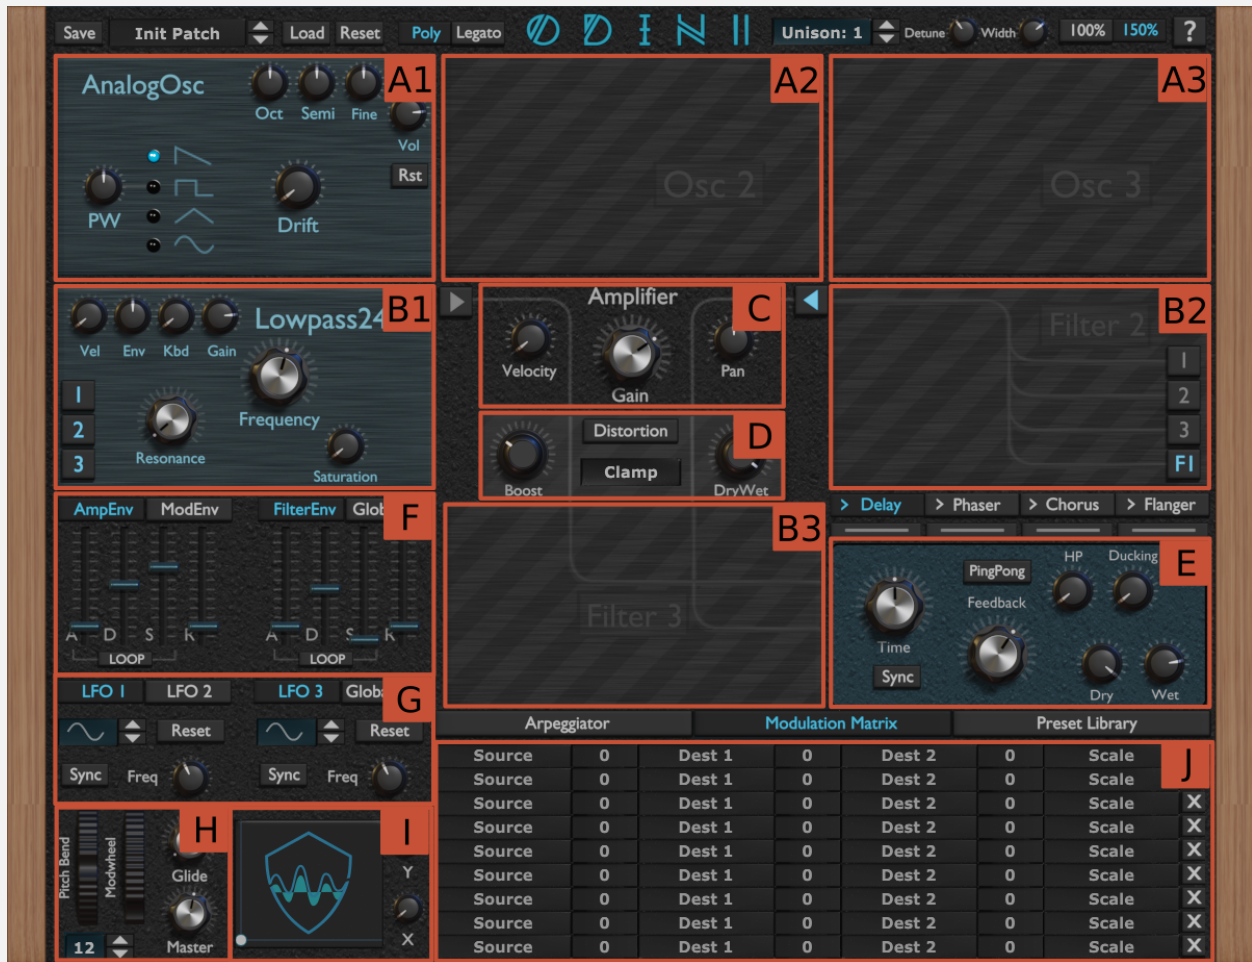 Save Init Patch Load Reset Poly Legato ODIN II Unison: 1 Detune Width 100% 150% ?
AnalogOsc A1
Oct Semi Fine
Vol
Rst
PW
Drift
A2
Osc 2
A3
Osc 3
Lowpass24 B1
Vel Env Kbd Gain
Frequency
1
2
3
Resonance
Saturation
Amplifier C
Velocity Gain Pan
Distortion D
Clamp
Boost DryWet
Filter 2 B2
1
2
3
F1
AmpEnv ModEnv FilterEnv Glob F
A D S R A D S R
LOOP LOOP
B3
Filter 3
> Delay > Phaser > Chorus > Flanger
PingPong HP Ducking E
Feedback
Time
Sync
Dry Wet
LFO 1 LFO 2 LFO 3 Globa G
Reset Reset
Sync Freq Sync Freq
Pitch Bend
Modwheel
H
Glide
12 Master
I
Y
X
Arpeggiator Modulation Matrix Preset Library
Source 0 Dest 1 0 Dest 2 0 Scale J
Source 0 Dest 1 0 Dest 2 0 Scale
Source 0 Dest 1 0 Dest 2 0 Scale X
Source 0 Dest 1 0 Dest 2 0 Scale X
Source 0 Dest 1 0 Dest 2 0 Scale X
Source 0 Dest 1 0 Dest 2 0 Scale X
Source 0 Dest 1 0 Dest 2 0 Scale X
Source 0 Dest 1 0 Dest 2 0 Scale X
Source 0 Dest 1 0 Dest 2 0 Scale X